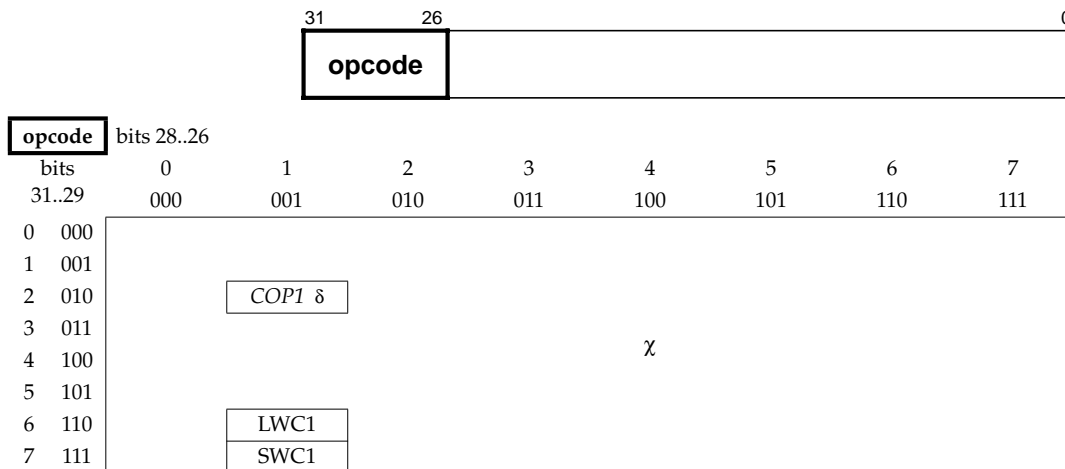 31 26 0
opcode
opcode bits 28..26
bits 0 1 2 3 4 5 6 7
31..29 000 001 010 011 100 101 110 111
0 000
1 001
2 010 COP1 δ
3 011
χ
4 100
5 101
6 110 LWC1
7 111 SWC1